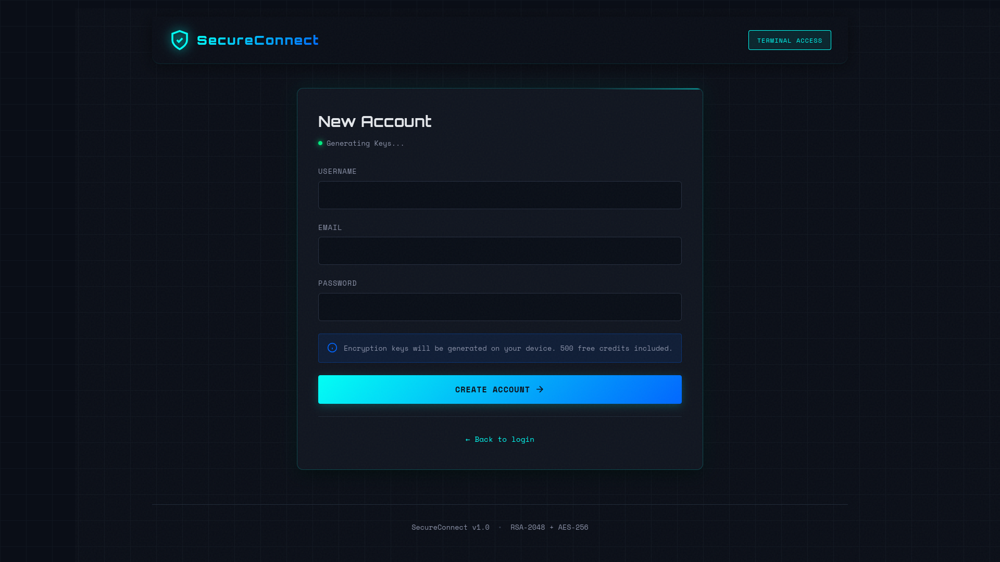 SecureConnect
TERMINAL ACCESS
New Account
Generating Keys...
USERNAME
EMAIL
PASSWORD
Encryption keys will be generated on your device. 500 free credits included.
CREATE ACCOUNT →
← Back to login
SecureConnect v1.0 • RSA-2048 + AES-256